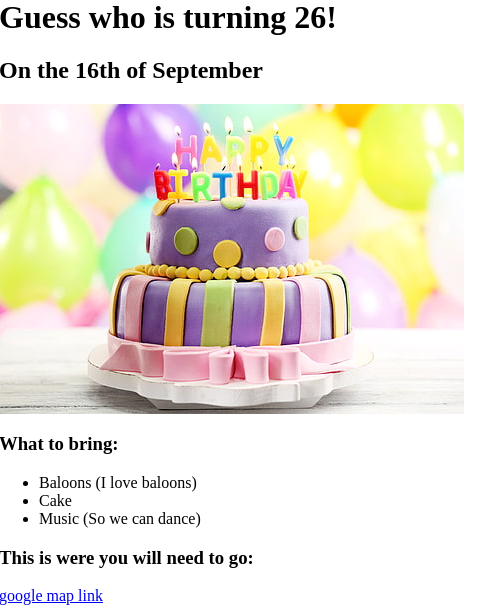 Guess who is turning 26!
On the 16th of September
HAPPY
BIRTHDAY
What to bring:
Baloons (I love baloons)
Cake
Music (So we can dance)
This is were you will need to go:
google map link